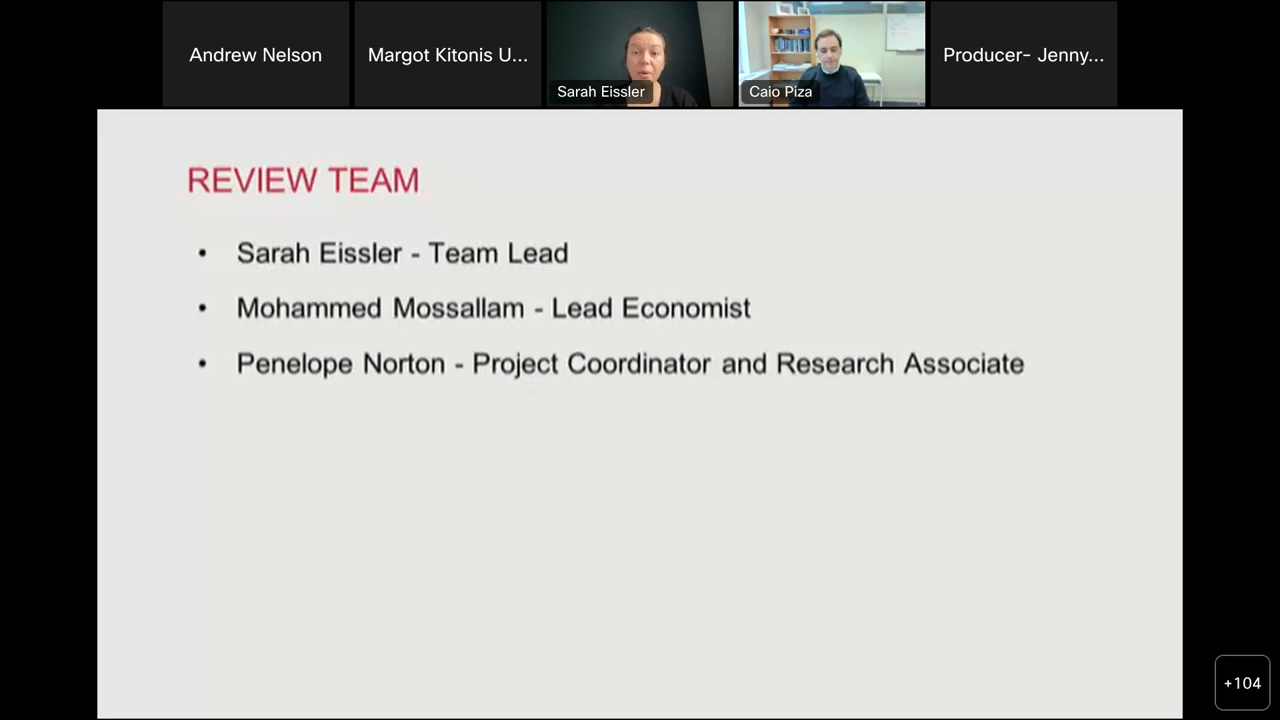 Andrew Nelson
Margot Kitonis U...
Sarah Eissler
Caio Piza
Producer- Jenny...
REVIEW TEAM
• Sarah Eissler - Team Lead
• Mohammed Mossallam - Lead Economist
• Penelope Norton - Project Coordinator and Research Associate
+104